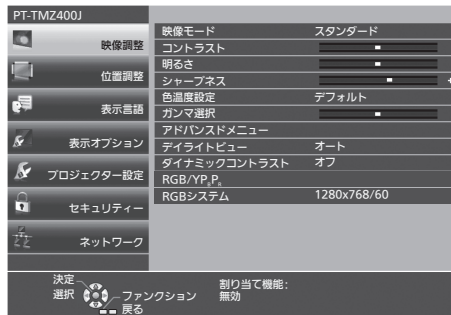 PT-TMZ400J
映像調整
位置調整
表示言語
表示オプション
プロジェクター設定
セキュリティー
ネットワーク
映像モード スタンダード
コントラスト
明るさ
シャープネス +
色温度設定 デフォルト
ガンマ選択
アドバンスドメニュー
デイライトビュー オート
ダイナミックコントラスト オフ
RGB/YPBPR
RGBシステム 1280x768/60
決定
選択
ファンクション
戻る
割り当て機能:
無効